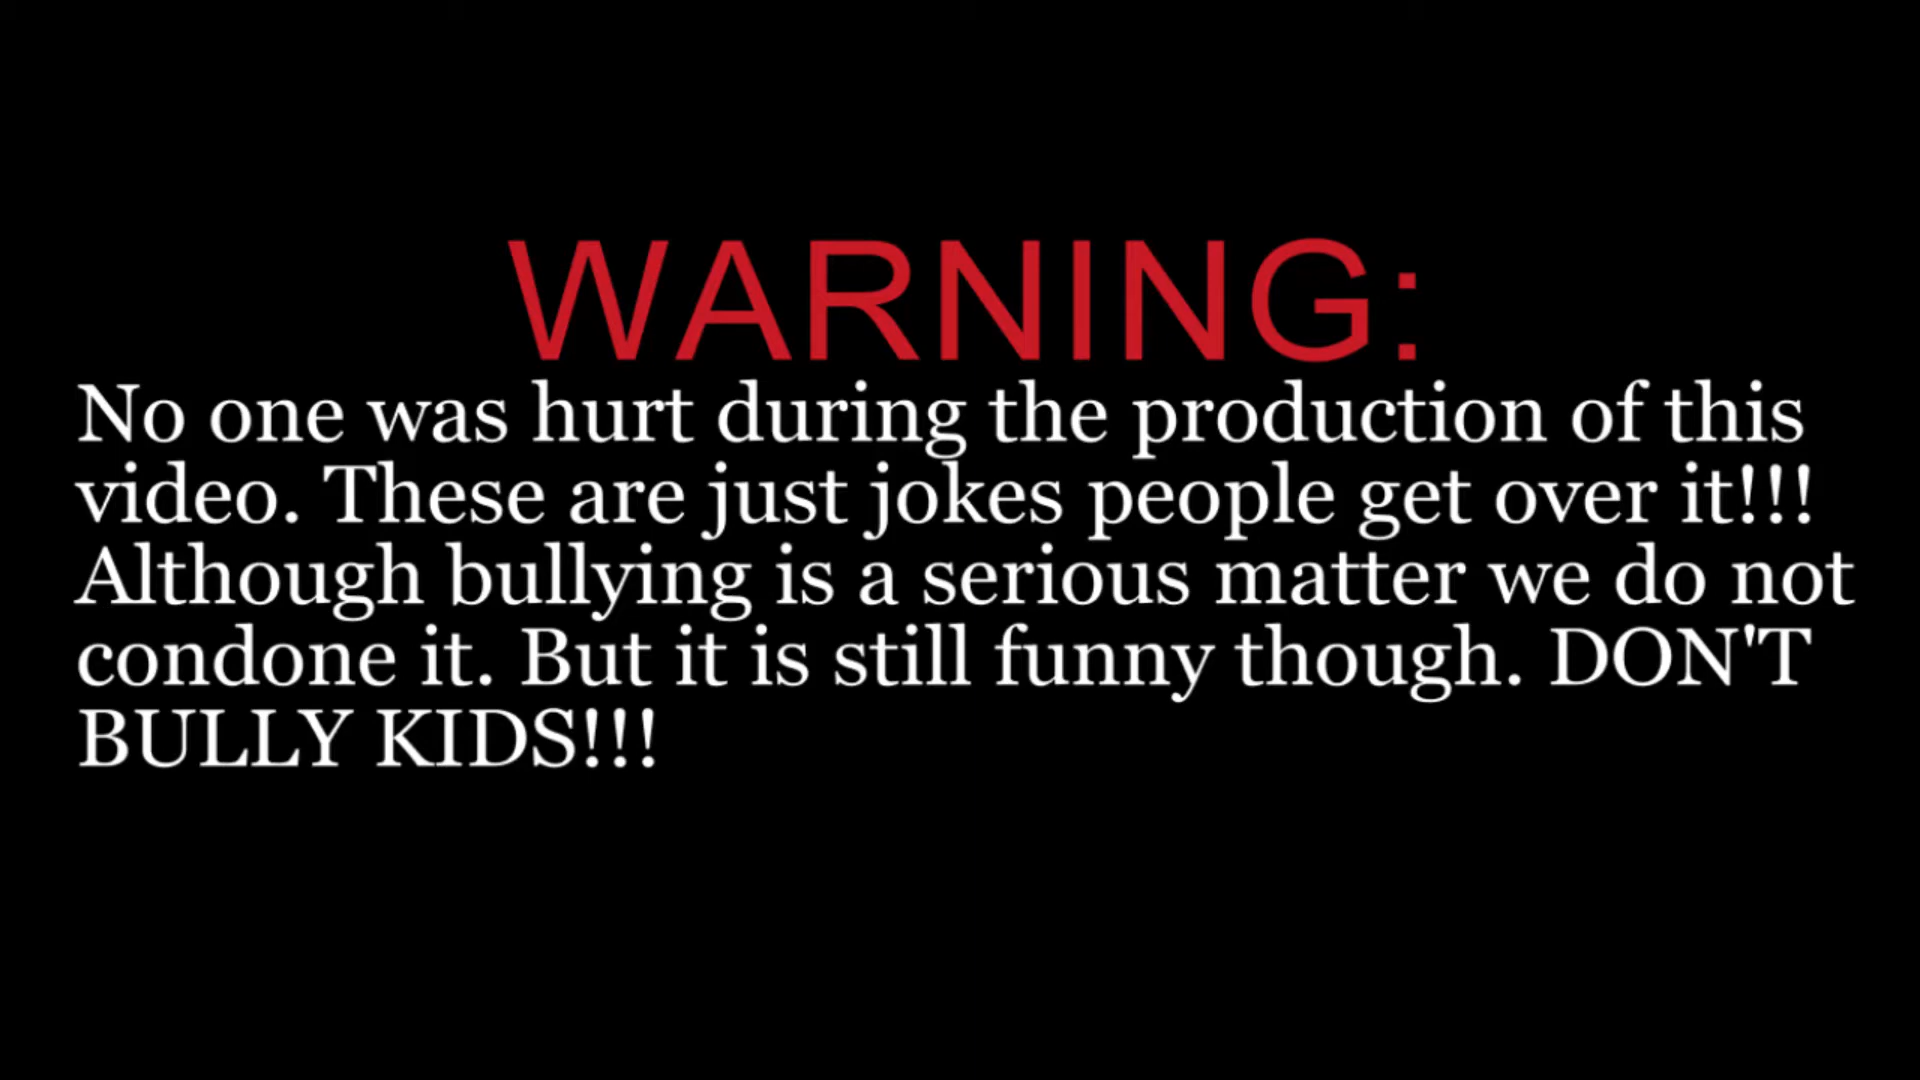 WARNING:
No one was hurt during the production of this
video. These are just jokes people get over it!!!
Although bullying is a serious matter we do not
condone it. But it is still funny though. DON'T
BULLY KIDS!!!